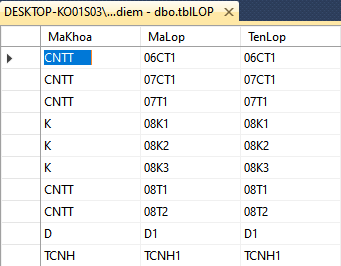 DESKTOP-KO01S03\...diem - dbo.tblLOP
MaKhoa MaLop TenLop
CNTT 06CT1 06CT1
CNTT 07CT1 07CT1
CNTT 07T1 07T1
K 08K1 08K1
K 08K2 08K2
K 08K3 08K3
CNTT 08T1 08T1
CNTT 08T2 08T2
D D1 D1
TCNH TCNH1 TCNH1